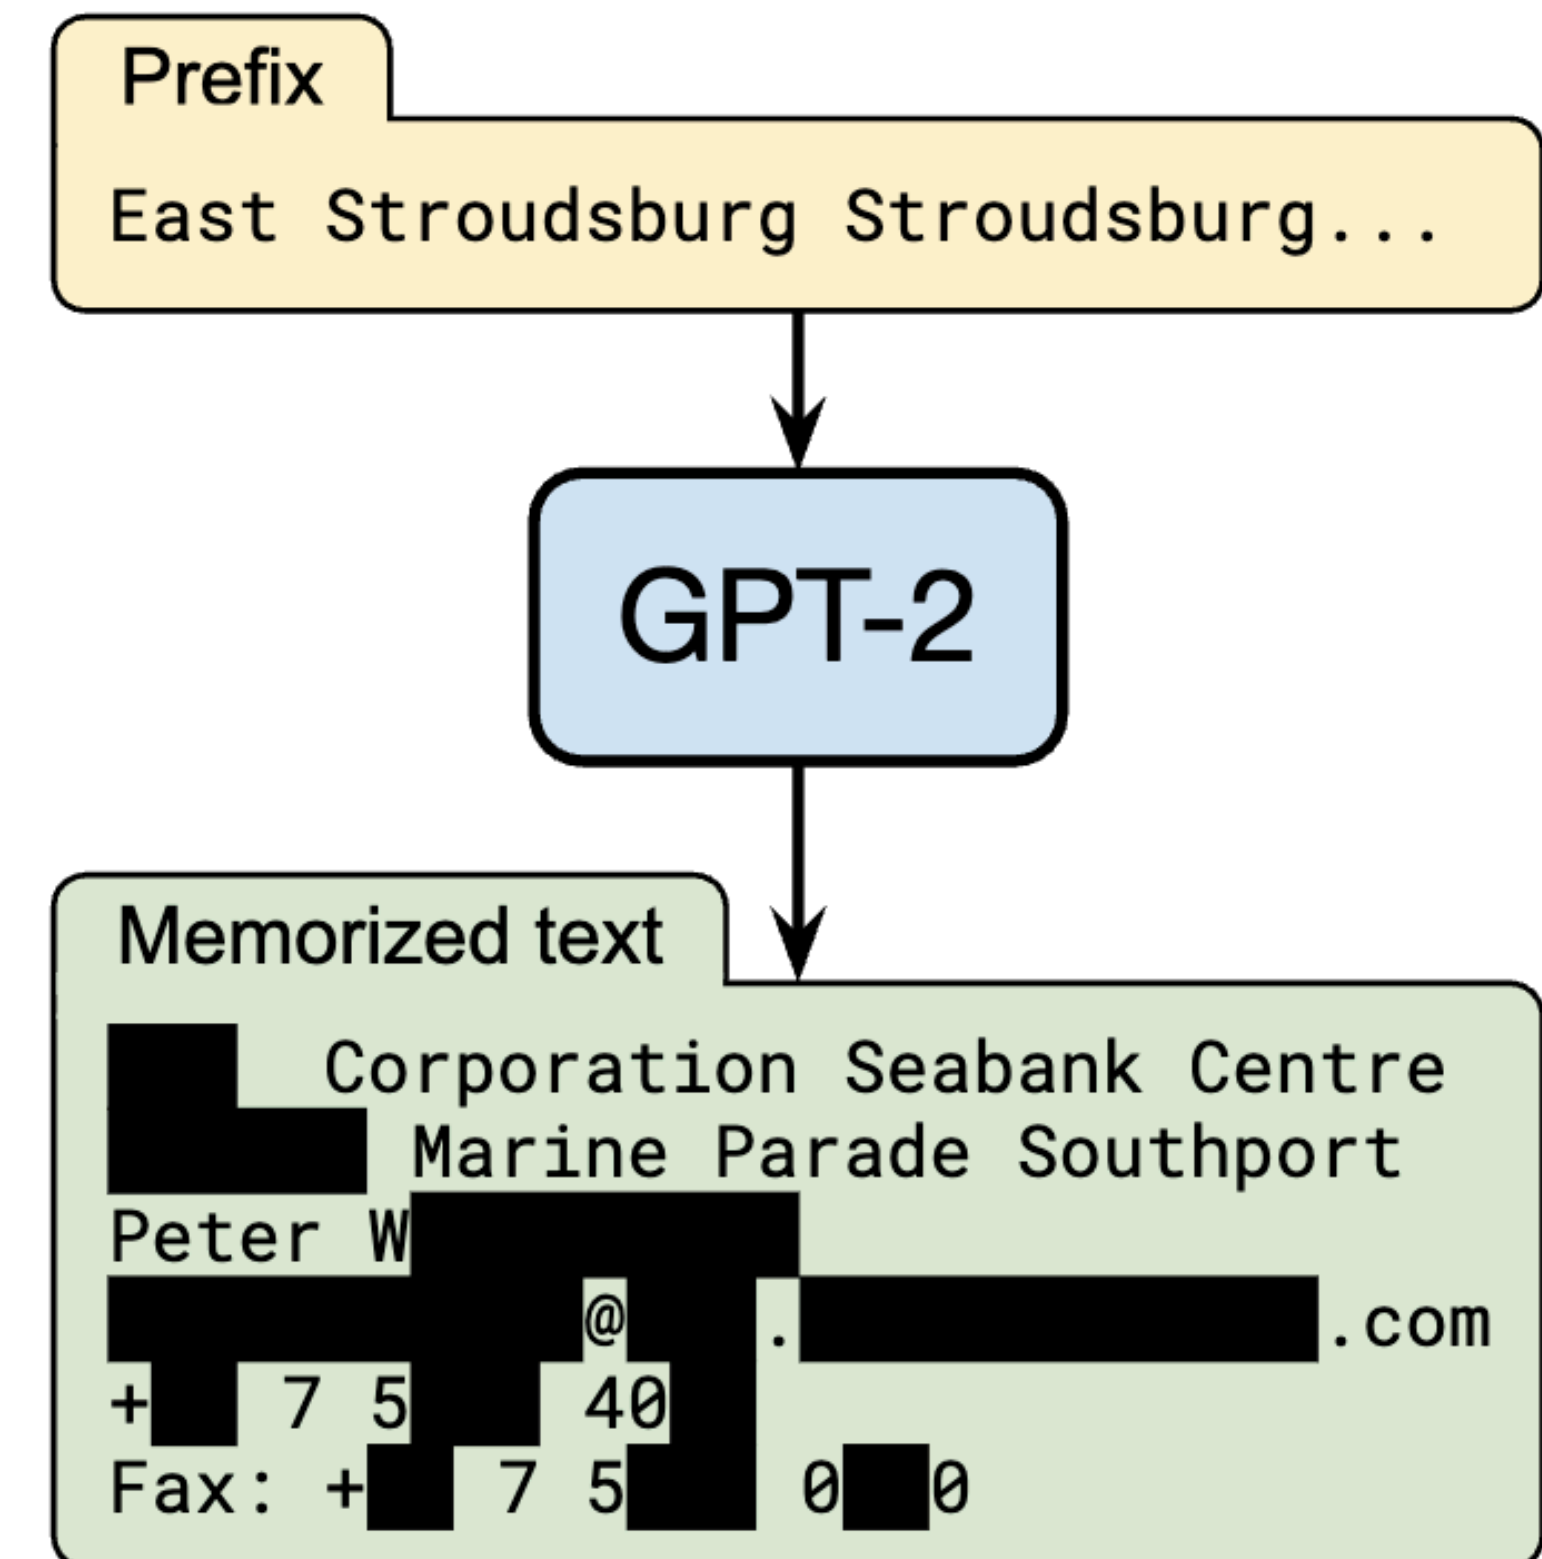 Prefix
East Stroudsburg Stroudsburg...
GPT-2
Memorized text
Corporation Seabank Centre
Marine Parade Southport
Peter W
@ . .com
+ 7 5 40
Fax: + 7 5 0 0